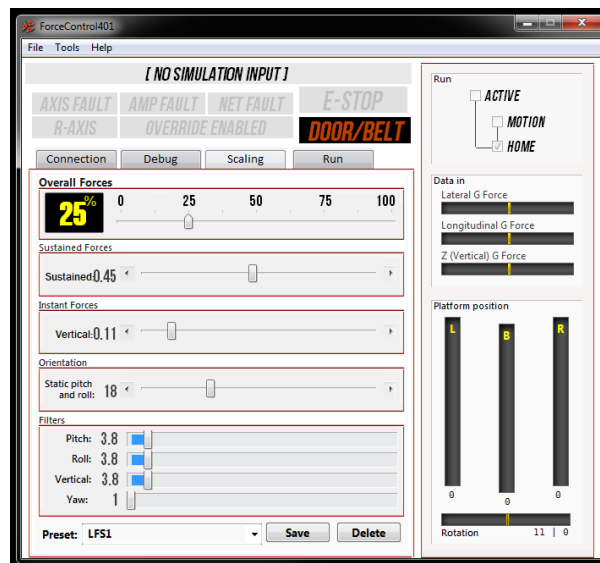 ForceControl401
File Tools Help
[ NO SIMULATION INPUT ]
AXIS FAULT AMP FAULT NET FAULT E-STOP
R-AXIS OVERRIDE ENABLED DOOR/BELT
Connection Debug Scaling Run
Overall Forces
25% 0 25 50 75 100
Sustained Forces
Sustained: 0.45
Instant Forces
Vertical: 0.11
Orientation
Static pitch
and roll: 18
Filters
Pitch: 3.8
Roll: 3.8
Vertical: 3.8
Yaw: 1
Preset: LFS1 Save Delete
Run
ACTIVE
MOTION
HOME
Data in
Lateral G Force
Longitudinal G Force
Z (Vertical) G Force
Platform position
L B R
0 0 0
Rotation 11 | 0